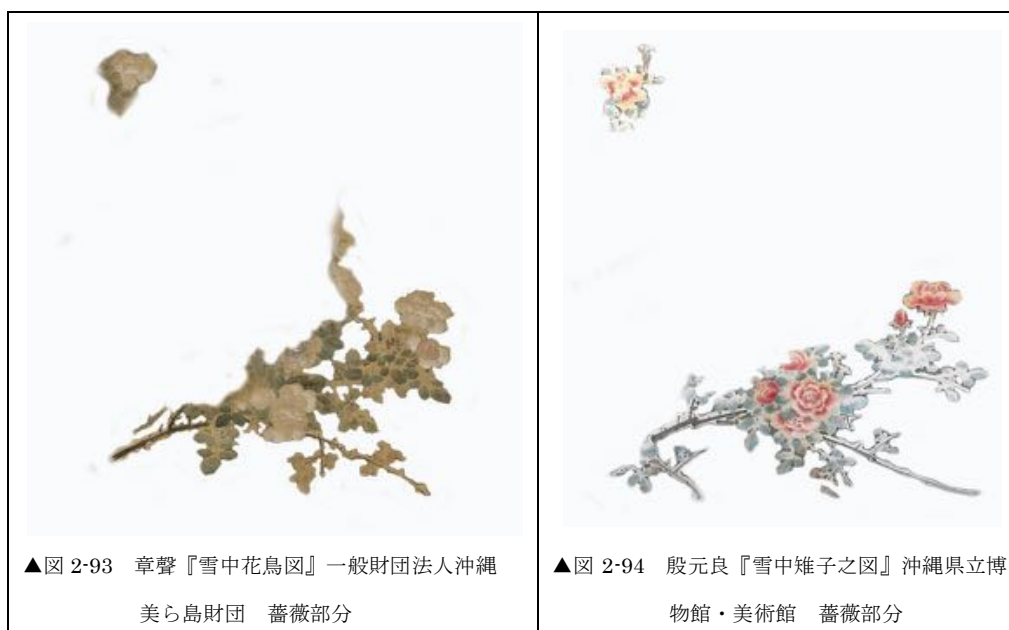 ▲図 2-93 章聲『雪中花鳥図』一般財団法人沖縄
美ら島財団 薔薇部分
▲図 2-94 殷元良『雪中雉子之図』沖縄県立博
物館・美術館 薔薇部分